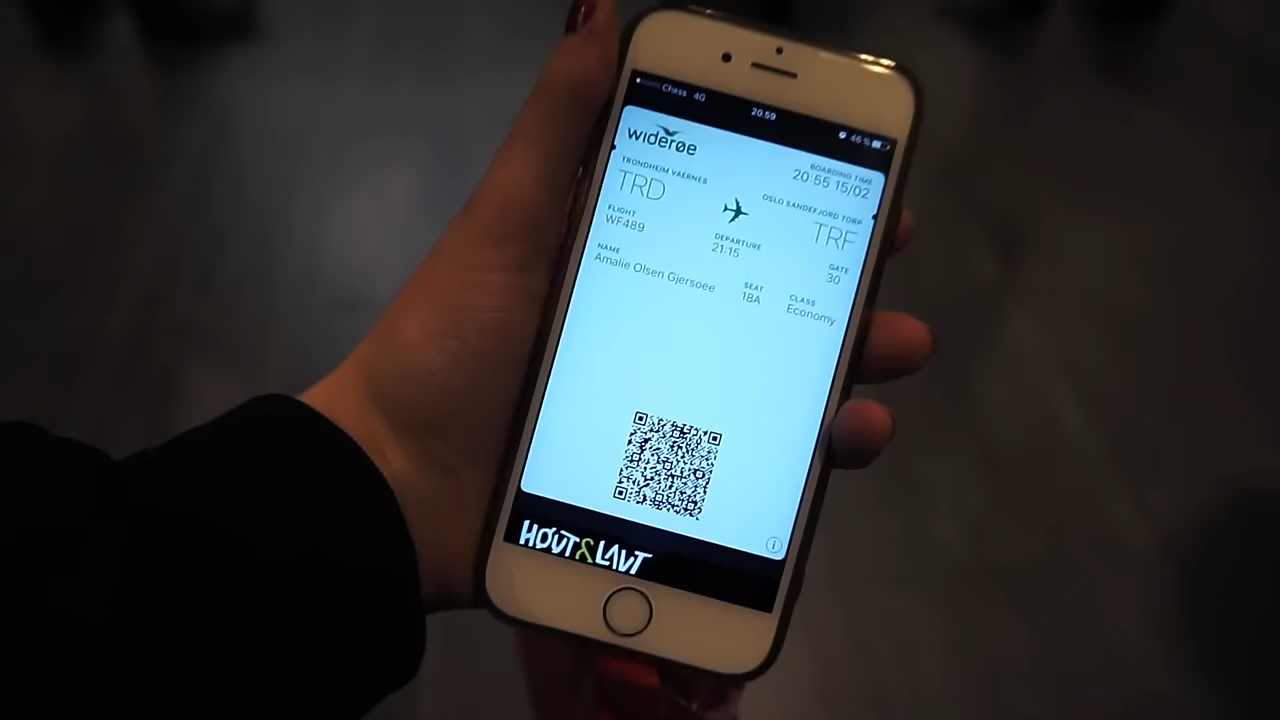 Chess 4G 20.59 46 %
widerøe
BOARDING TIME
20:55 15/02
TRONDHEIM VAERNES
TRD
OSLO SANDEFJORD TORP
TRF
FLIGHT
WF489
DEPARTURE
21:15
GATE
30
NAME
Amalie Olsen Gjersoee
SEAT
18A
CLASS
Economy
i
HØYT&LAVT